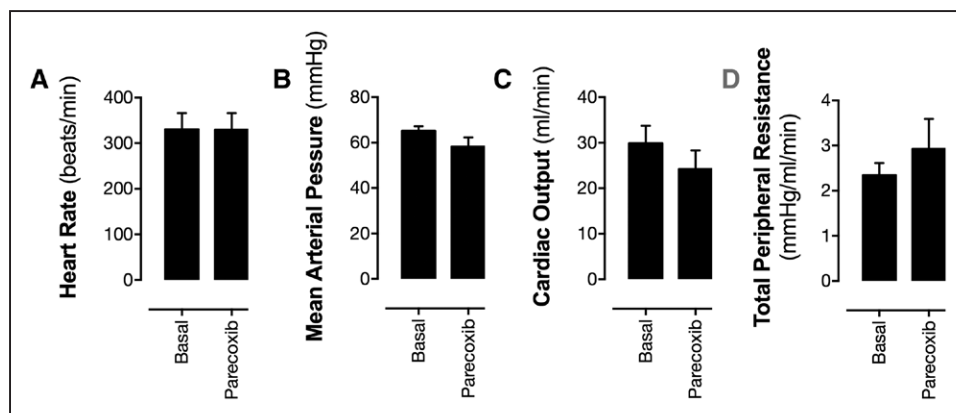 A
Heart Rate (beats/min)
400
300
200
100
0
Basal
Parecoxib
B
Mean Arterial Pessure (mmHg)
80
60
40
20
0
Basal
Parecoxib
C
Cardiac Output (ml/min)
40
30
20
10
0
Basal
Parecoxib
D
Total Peripheral Resistance
(mmHg/ml/min)
4
3
2
1
0
Basal
Parecoxib